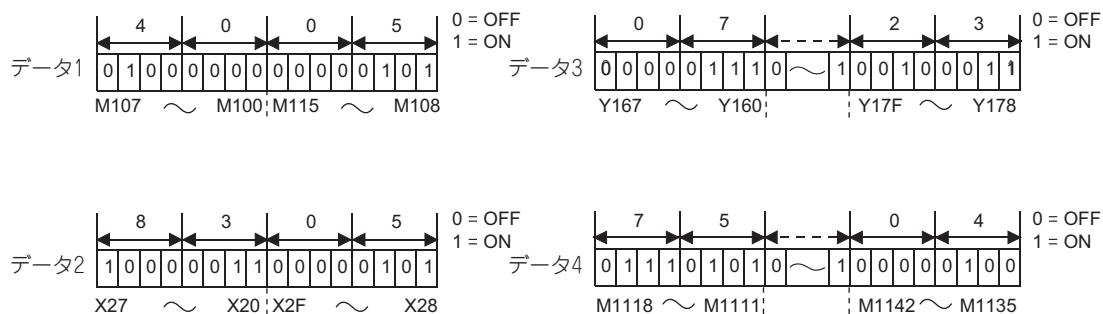 4 0 0 5 0 = OFF
1 = ON
データ1 0 1 0 0 0 0 0 0 0 0 0 0 0 1 0 1
M107 ～ M100 M115 ～ M108
0 7 2 3 0 = OFF
1 = ON
データ3 0 0 0 0 0 1 1 1 0 ～ 1 0 0 1 0 0 0 1 1
Y167 ～ Y160 Y17F ～ Y178
8 3 0 5 0 = OFF
1 = ON
データ2 1 0 0 0 0 0 1 1 0 0 0 0 0 1 0 1
X27 ～ X20 X2F ～ X28
7 5 0 4 0 = OFF
1 = ON
データ4 0 1 1 1 0 1 0 1 0 ～ 1 0 0 0 0 0 1 0 0
M1118 ～ M1111 M1142 ～ M1135